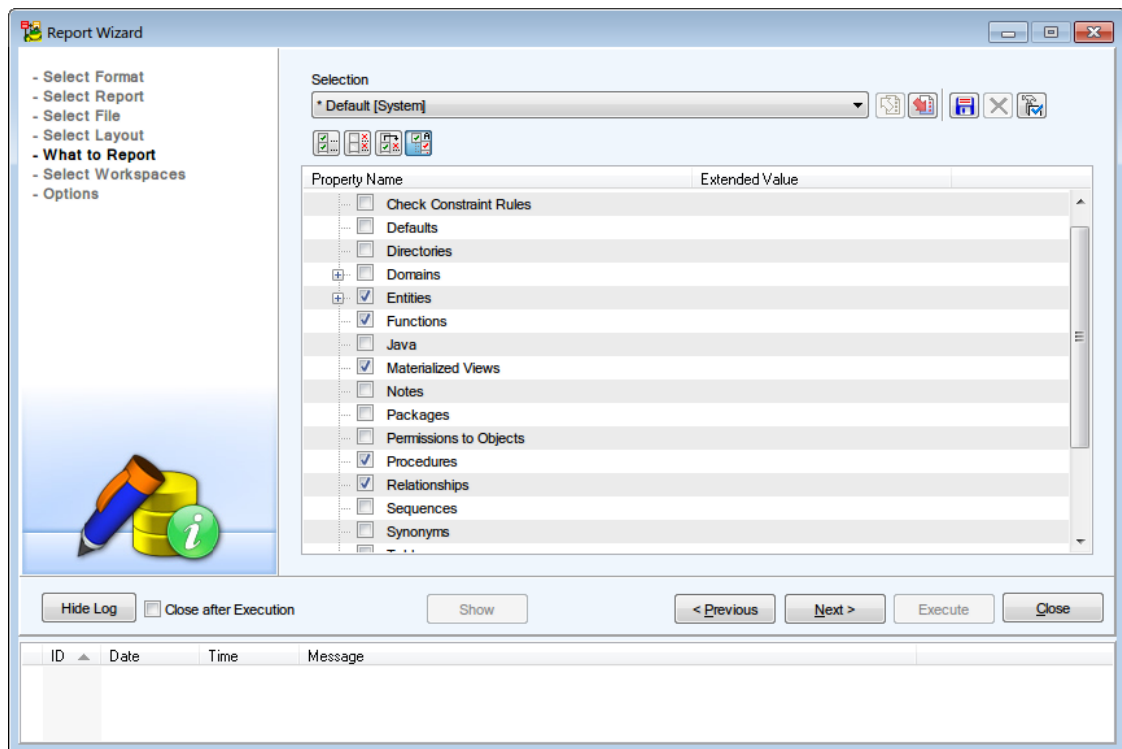 Report Wizard
- Select Format
- Select Report
- Select File
- Select Layout
- What to Report
- Select Workspaces
- Options
Selection
* Default [System]
Property Name Extended Value
Check Constraint Rules
Defaults
Directories
Domains
Entities
Functions
Java
Materialized Views
Notes
Packages
Permissions to Objects
Procedures
Relationships
Sequences
Synonyms
Hide Log Close after Execution Show < Previous Next > Execute Close
ID Date Time Message